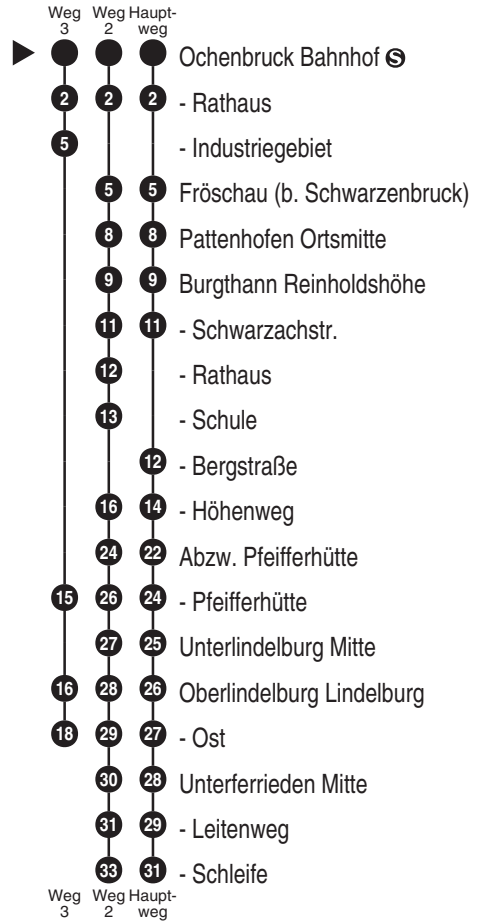 Weg 3 Weg 2 Haupt-weg
Ochenbruck Bahnhof S
2 2 2 - Rathaus
5 - Industriegebiet
5 5 Fröschau (b. Schwarzenbruck)
8 8 Pattenhofen Ortsmitte
9 9 Burgthann Reinholdshöhe
11 11 - Schwarzachstr.
12 - Rathaus
13 - Schule
12 - Bergstraße
16 14 - Höhenweg
24 22 Abzw. Pfeifferhütte
15 26 24 - Pfeifferhütte
27 25 Unterlindelburg Mitte
16 28 26 Oberlindelburg Lindelburg
18 29 27 - Ost
30 28 Unterferrieden Mitte
31 29 - Leitenweg
33 31 - Schleife
Weg 3 Weg 2 Haupt-weg